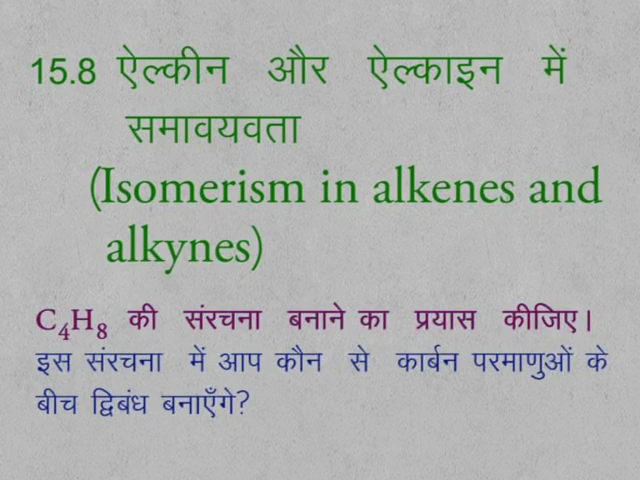 15.8 ऐल्कीन और ऐल्काइन में
समावयवता
(Isomerism in alkenes and
alkynes)
C₄H₈ की संरचना बनाने का प्रयास कीजिए।
इस संरचना में आप कौन से कार्बन परमाणुओं के
बीच द्विबंध बनाएँगे?